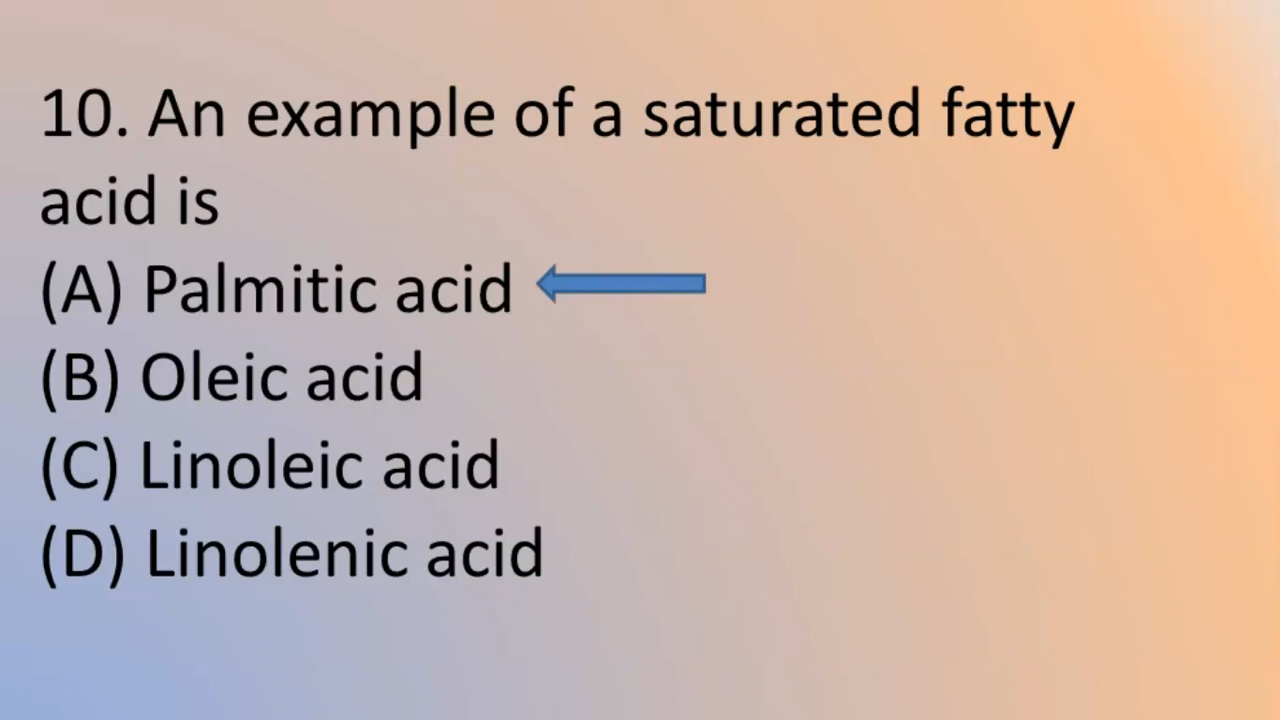 10. An example of a saturated fatty
acid is
(A) Palmitic acid
(B) Oleic acid
(C) Linoleic acid
(D) Linolenic acid